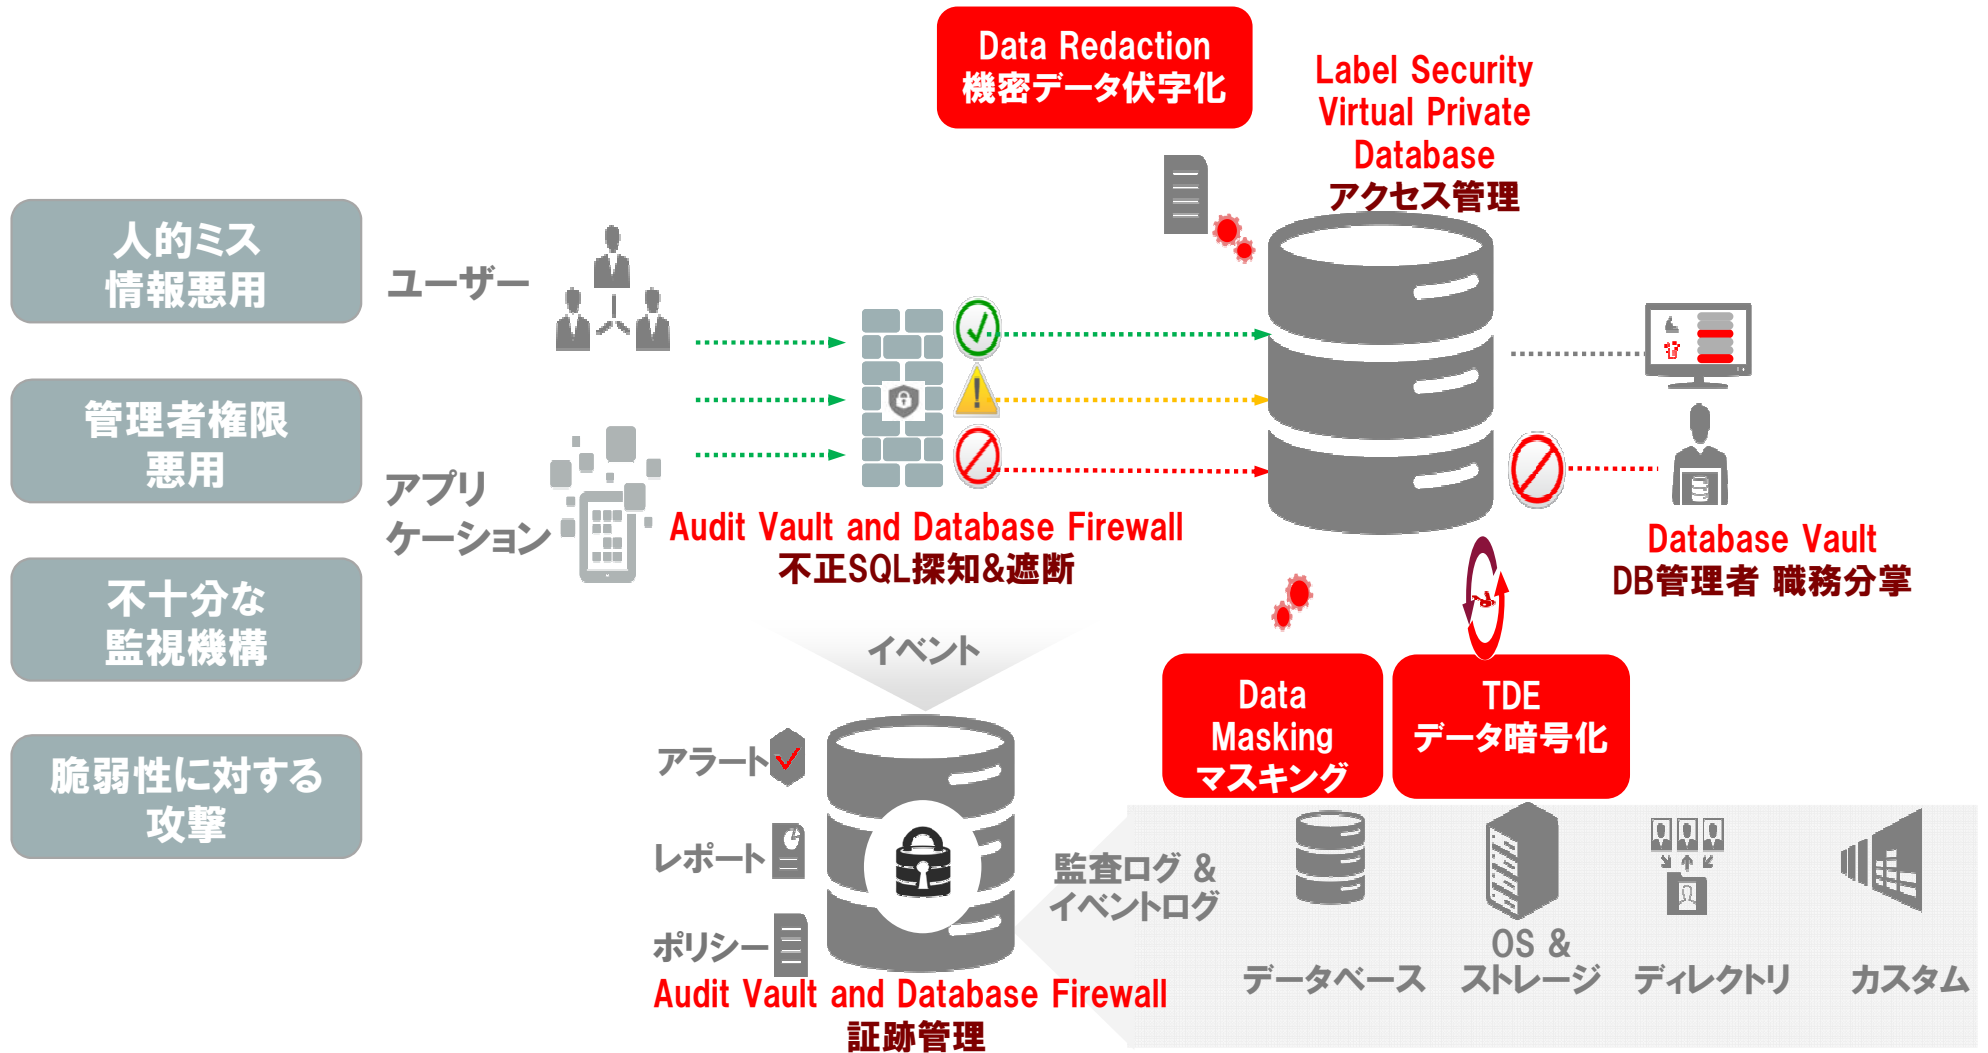 Data Redaction
機密データ伏字化
Label Security
Virtual Private
Database
アクセス管理
人的ミス
情報悪用
ユーザー
管理者権限
悪用
アプリ
ケーション
Audit Vault and Database Firewall
不正SQL探知&遮断
Database Vault
DB管理者 職務分掌
不十分な
監視機構
イベント
Data
Masking
マスキング
TDE
データ暗号化
脆弱性に対する
攻撃
アラート
レポート
ポリシー
監査ログ &
イベントログ
データベース
OS &
ストレージ
ディレクトリ
カスタム
Audit Vault and Database Firewall
証跡管理